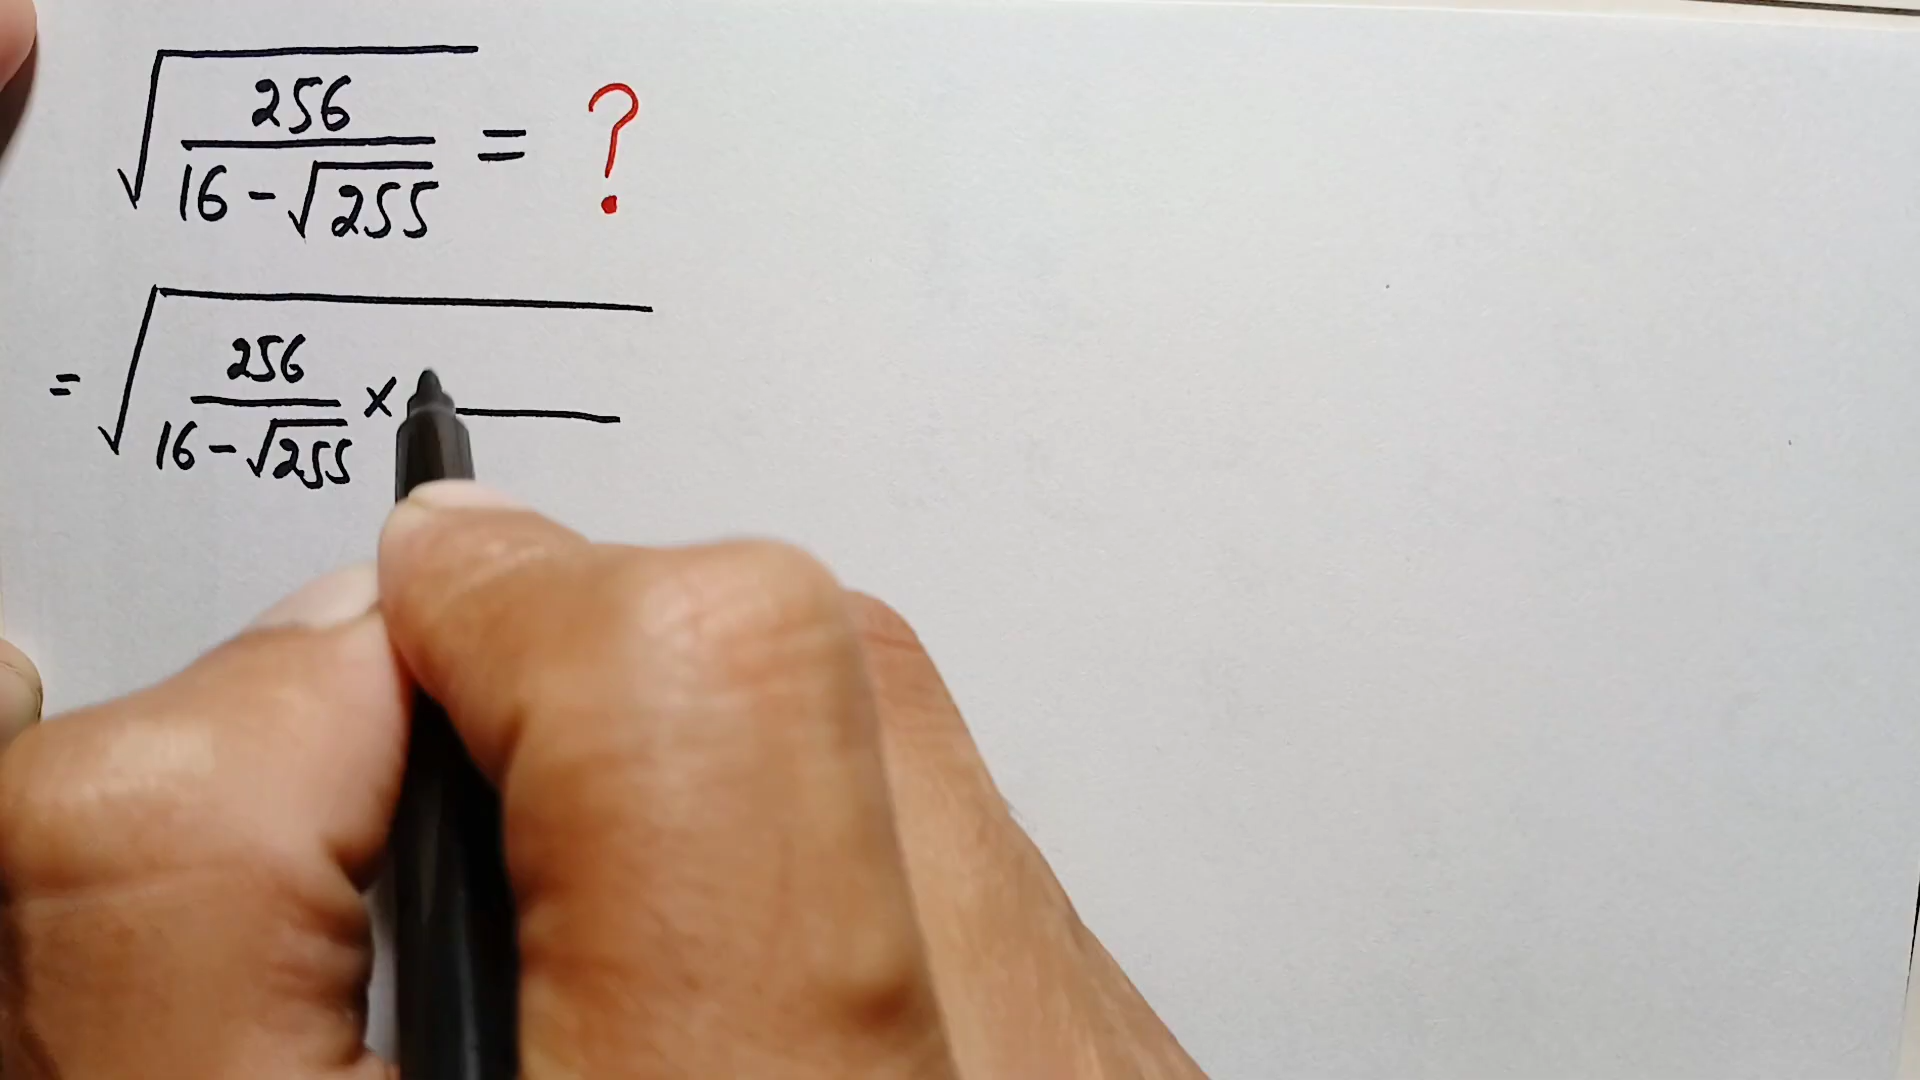 √(256/(16-√255)) = ?
= √(256/(16-√255) ×